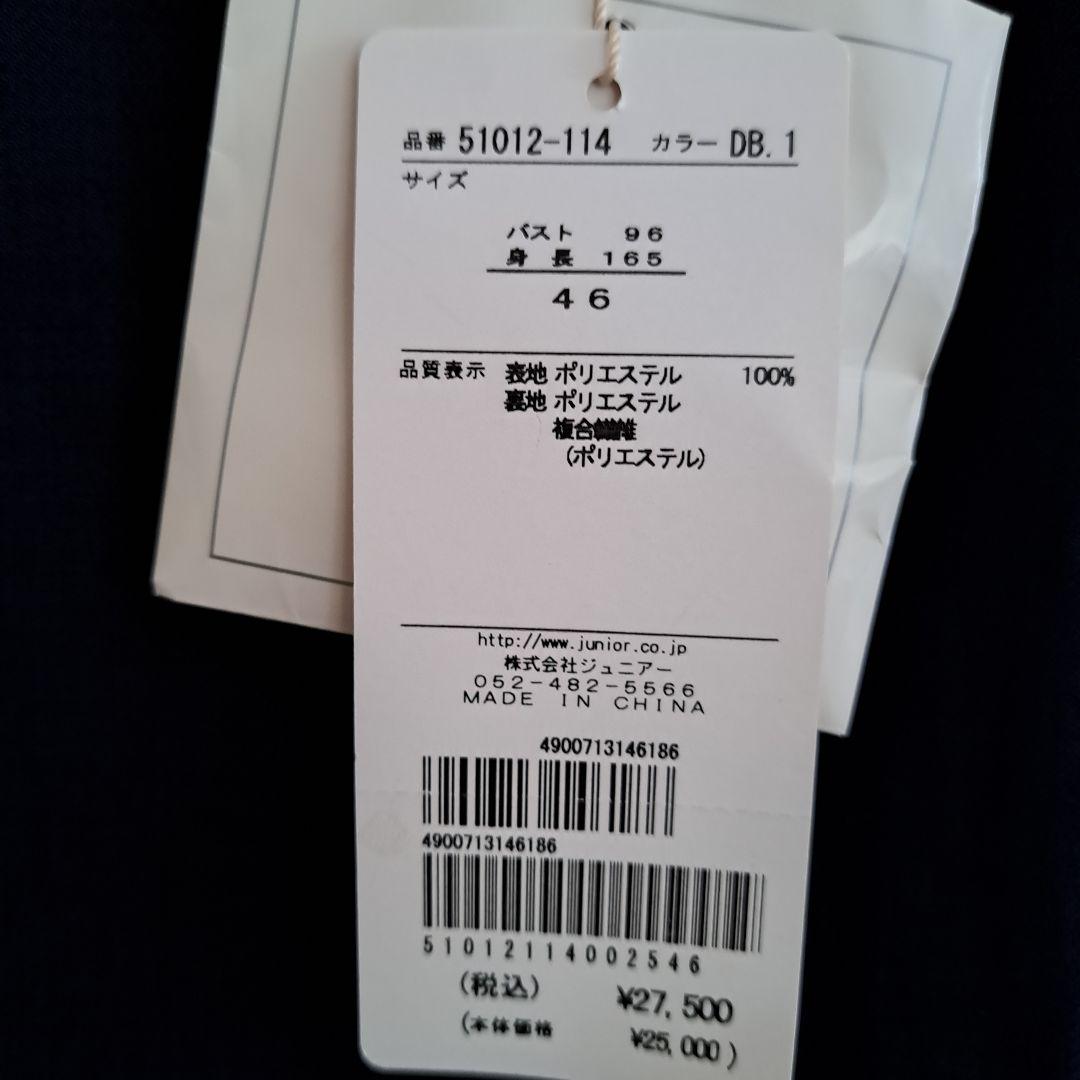 品番 51012-114 カラー DB. 1
サイズ
バスト 96
身長 165
46
品質表示 表地 ポリエステル 100%
裏地 ポリエステル
複合繊維
(ポリエステル)
http://www.junior.co.jp
株式会社ジュニアー
052-482-5566
MADE IN CHINA
4900713146186
4900713146186
51012114002546
(税込) ¥27,500
(本体価格 ¥25,000)